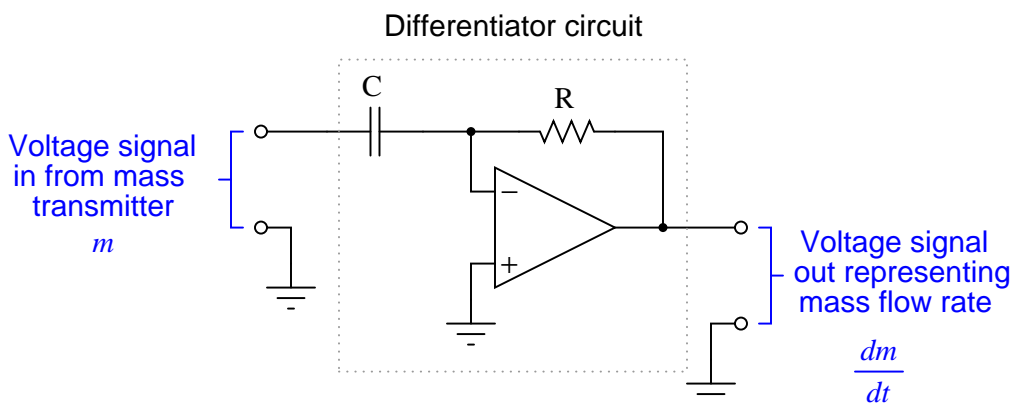 Differentiator circuit
C
R
Voltage signal
in from mass
transmitter
m
−
+
Voltage signal
out representing
mass flow rate
dm
dt